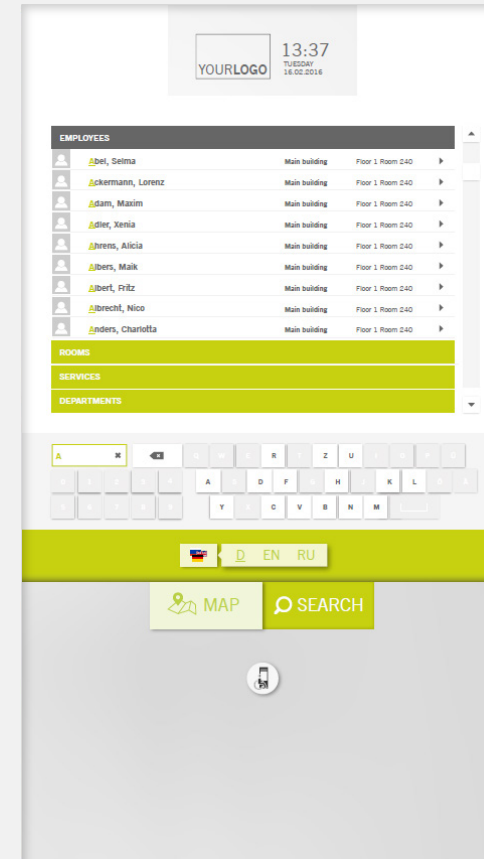 YOURLOGO
13:37
TUESDAY
16.02.2016
EMPLOYEES
Abel, Selma Main building Floor 1 Room 240
Ackermann, Lorenz Main building Floor 1 Room 240
Adam, Maxim Main building Floor 1 Room 240
Adler, Xenia Main building Floor 1 Room 240
Ahrens, Alicia Main building Floor 1 Room 240
Albers, Maik Main building Floor 1 Room 240
Albert, Fritz Main building Floor 1 Room 240
Albrecht, Nico Main building Floor 1 Room 240
Anders, Charlotta Main building Floor 1 Room 240
ROOMS
SERVICES
DEPARTMENTS
A R Z U
A D F H K L
Y C V B N M
D EN RU
MAP SEARCH